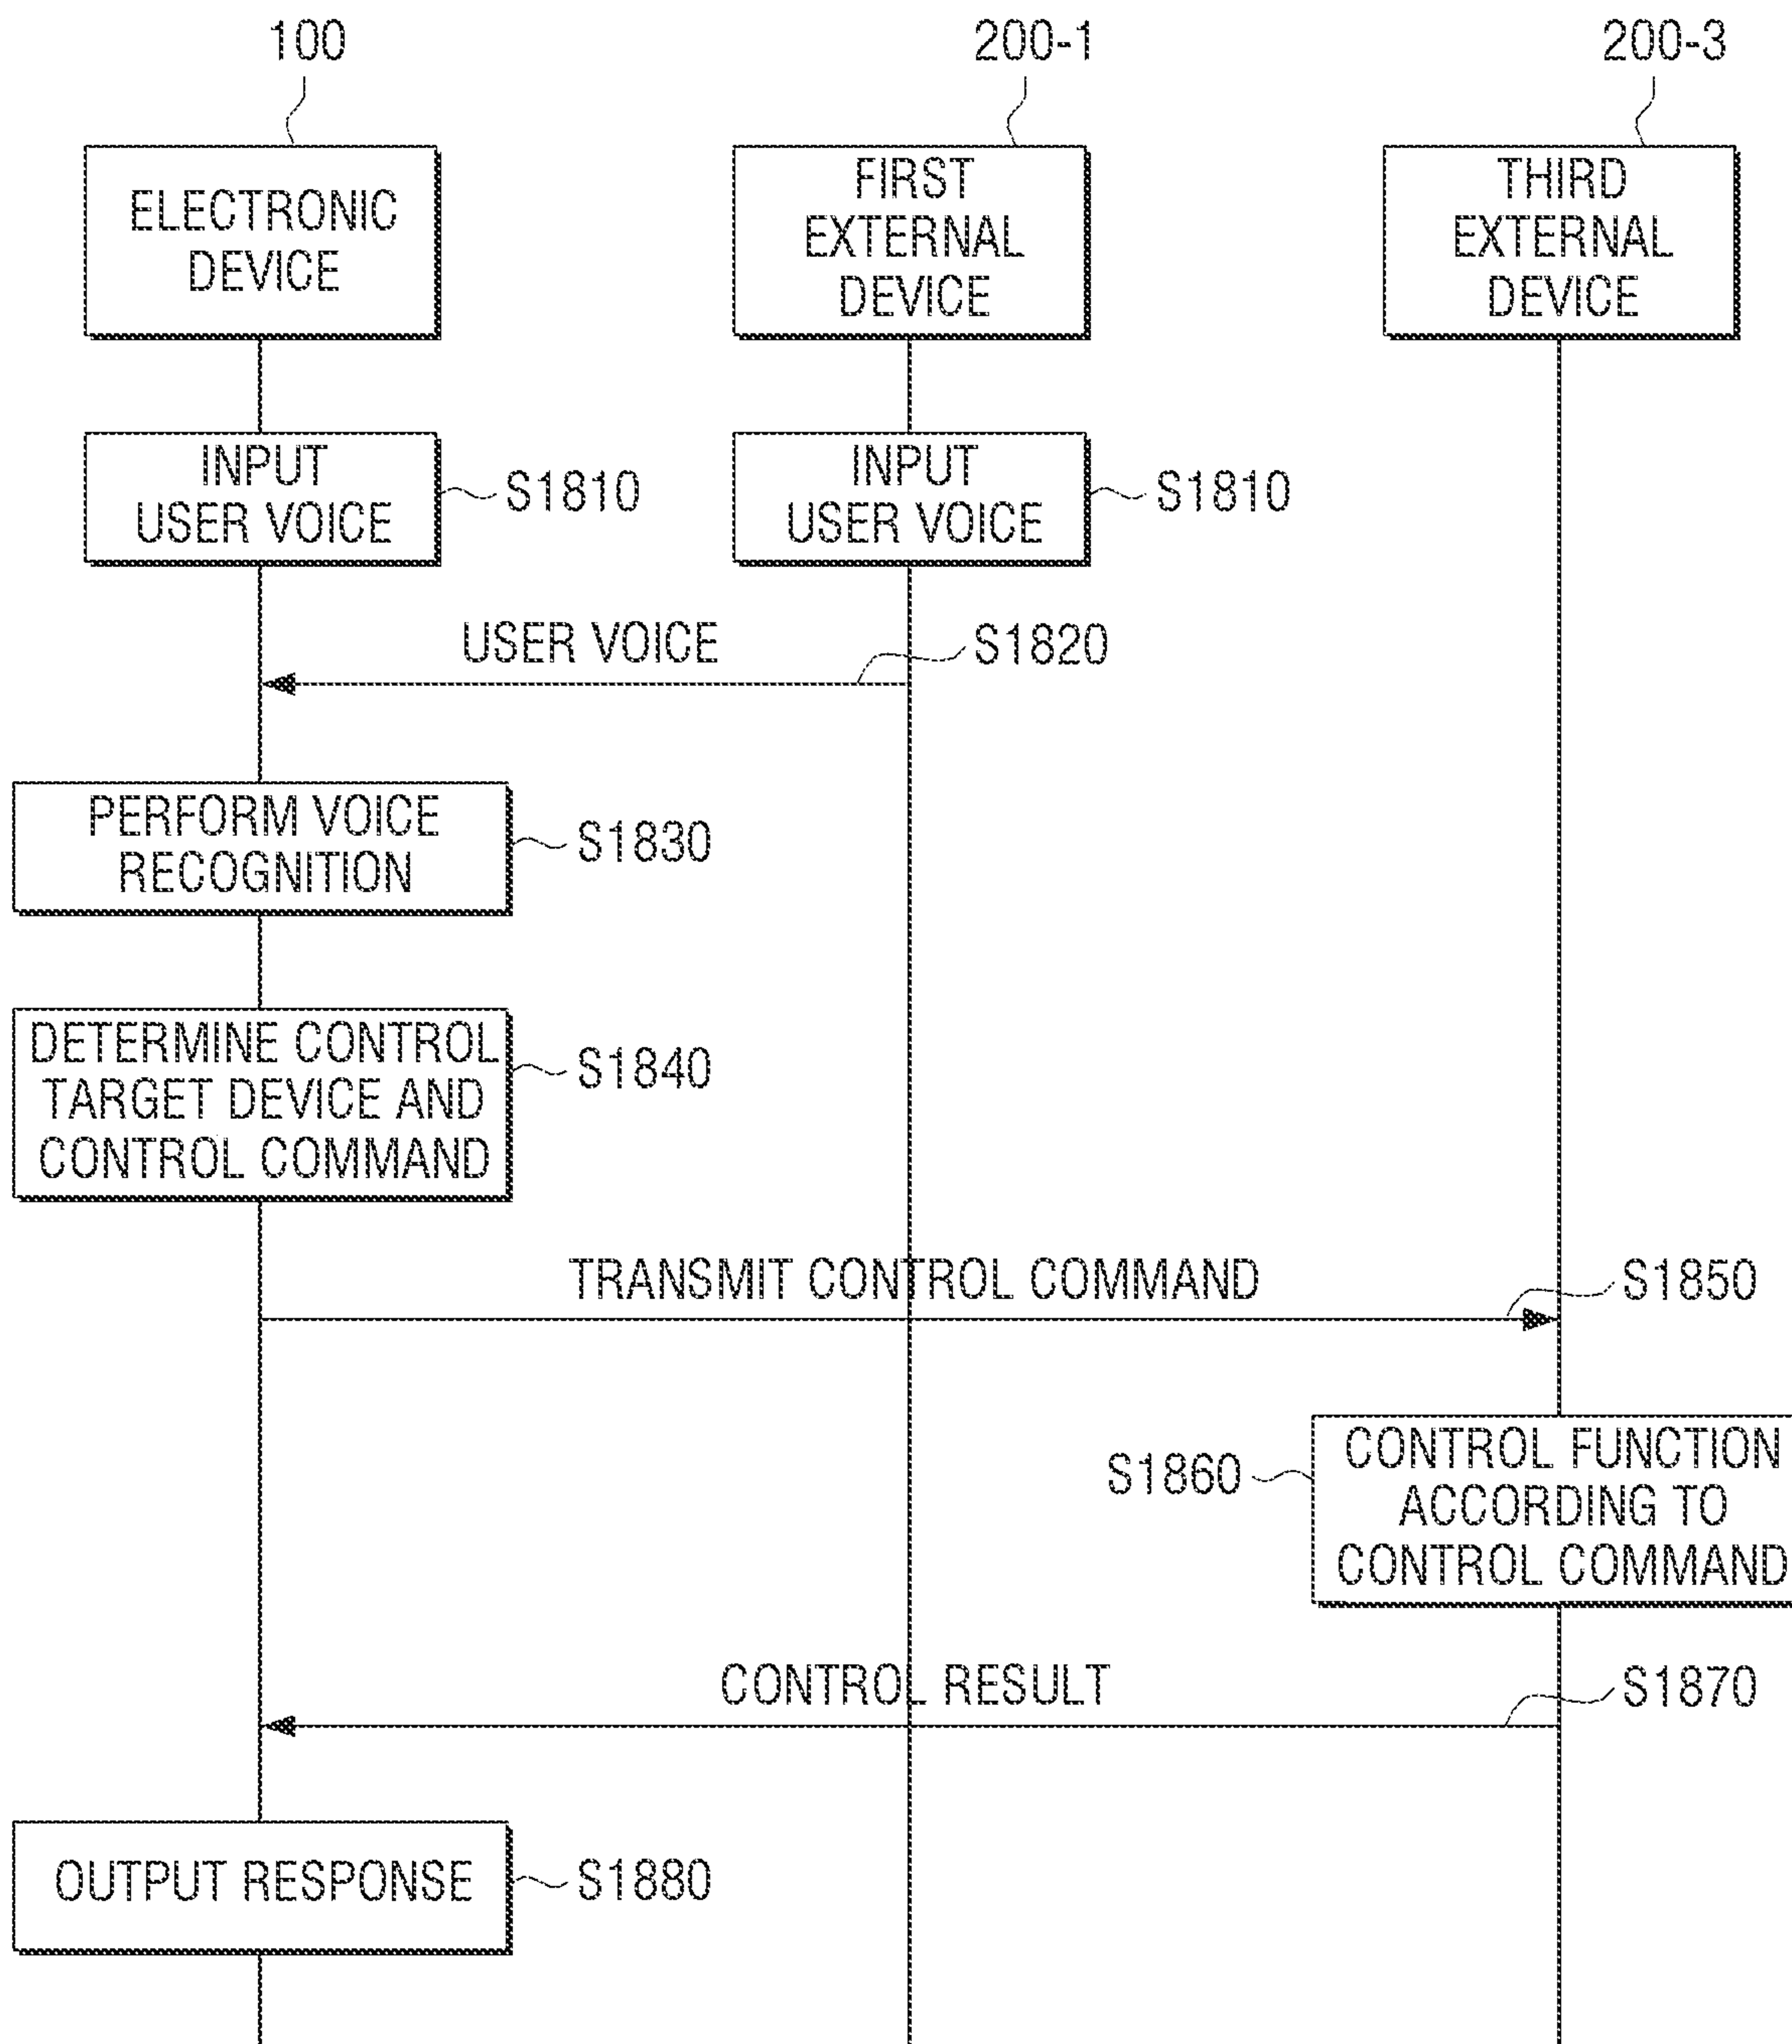 100
200-1
200-3
ELECTRONIC
DEVICE
FIRST
EXTERNAL
DEVICE
THIRD
EXTERNAL
DEVICE
INPUT
USER VOICE
S1810
INPUT
USER VOICE
S1810
USER VOICE
S1820
PERFORM VOICE
RECOGNITION
S1830
DETERMINE CONTROL
TARGET DEVICE AND
CONTROL COMMAND
S1840
TRANSMIT CONTROL COMMAND
S1850
S1860
CONTROL FUNCTION
ACCORDING TO
CONTROL COMMAND
CONTROL RESULT
S1870
OUTPUT RESPONSE
S1880